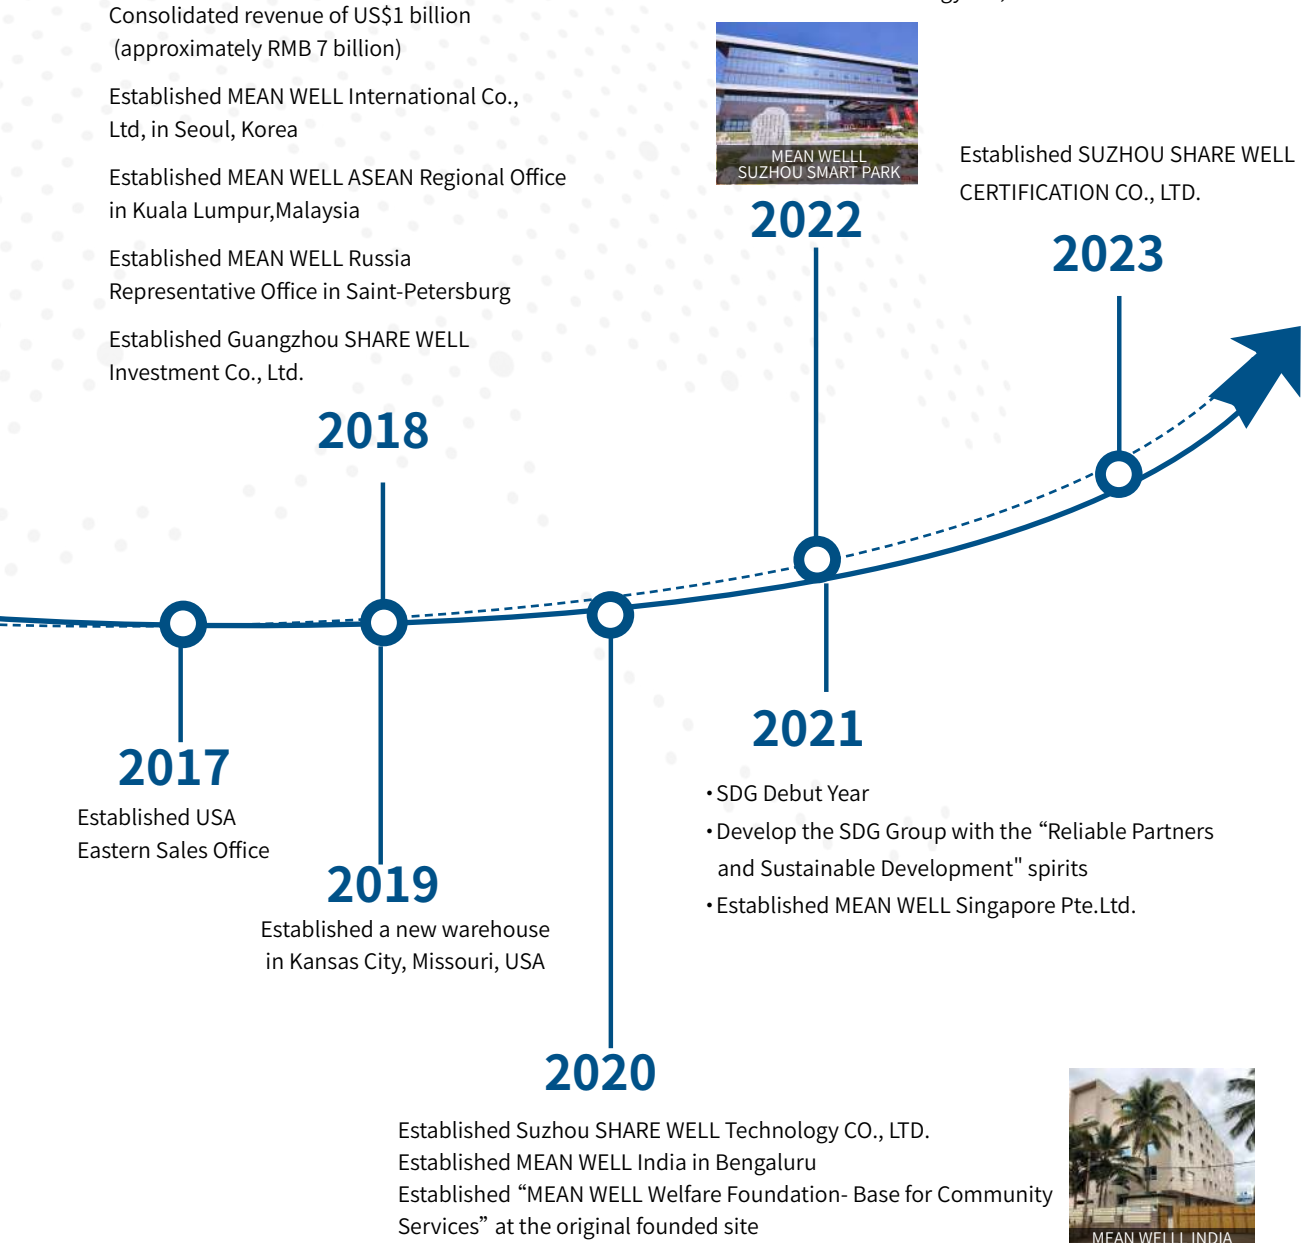 Consolidated revenue of US$1 billion
(approximately RMB 7 billion)
Established MEAN WELL International Co.,
Ltd, in Seoul, Korea
Established MEAN WELL ASEAN Regional Office
in Kuala Lumpur,Malaysia
Established MEAN WELL Russia
Representative Office in Saint-Petersburg
Established Guangzhou SHARE WELL
Investment Co., Ltd.
2018
MEAN WELLL
SUZHOU SMART PARK
2022
Established SUZHOU SHARE WELL
CERTIFICATION CO., LTD.
2023
2017
Established USA
Eastern Sales Office
2019
Established a new warehouse
in Kansas City, Missouri, USA
2021
・SDG Debut Year
・Develop the SDG Group with the “Reliable Partners
and Sustainable Development" spirits
・Established MEAN WELL Singapore Pte.Ltd.
2020
Established Suzhou SHARE WELL Technology CO., LTD.
Established MEAN WELL India in Bengaluru
Established “MEAN WELL Welfare Foundation- Base for Community
Services” at the original founded site
MEAN WELLL INDIA